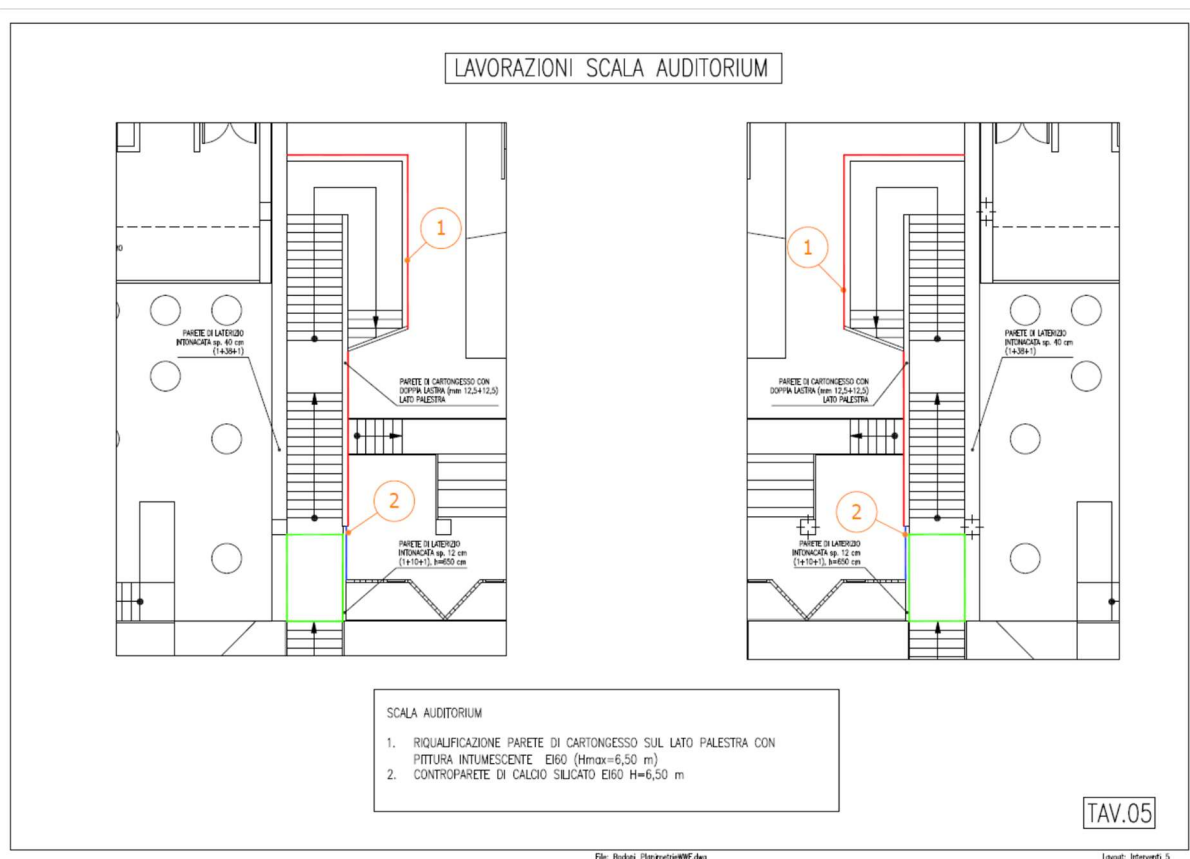 LAVORAZIONI SCALA AUDITORIUM
1
PARETE DI LATERIZIO
INTONACATA sp. 40 cm
(1+38+1)
PARETE DI CARTONGESSO CON
DOPPIA LASTRA (mm 12,5+12,5)
LATO PALESTRA
2
PARETE DI LATERIZIO
INTONACATA sp. 12 cm
(1+10+1), h=650 cm
1
PARETE DI LATERIZIO
INTONACATA sp. 40 cm
(1+38+1)
PARETE DI CARTONGESSO CON
DOPPIA LASTRA (mm 12,5+12,5)
LATO PALESTRA
2
PARETE DI LATERIZIO
INTONACATA sp. 12 cm
(1+10+1), h=650 cm
SCALA AUDITORIUM
1. RIQUALIFICAZIONE PARETE DI CARTONGESSO SUL LATO PALESTRA CON
PITTURA INTUMESCENTE EI60 (Hmax=6,50 m)
2. CONTROPARETE DI CALCIO SILICATO EI60 H=6,50 m
TAV.05
File: Bodoni_PlanimetrieWWF.dwg
Layout: Interventi_5